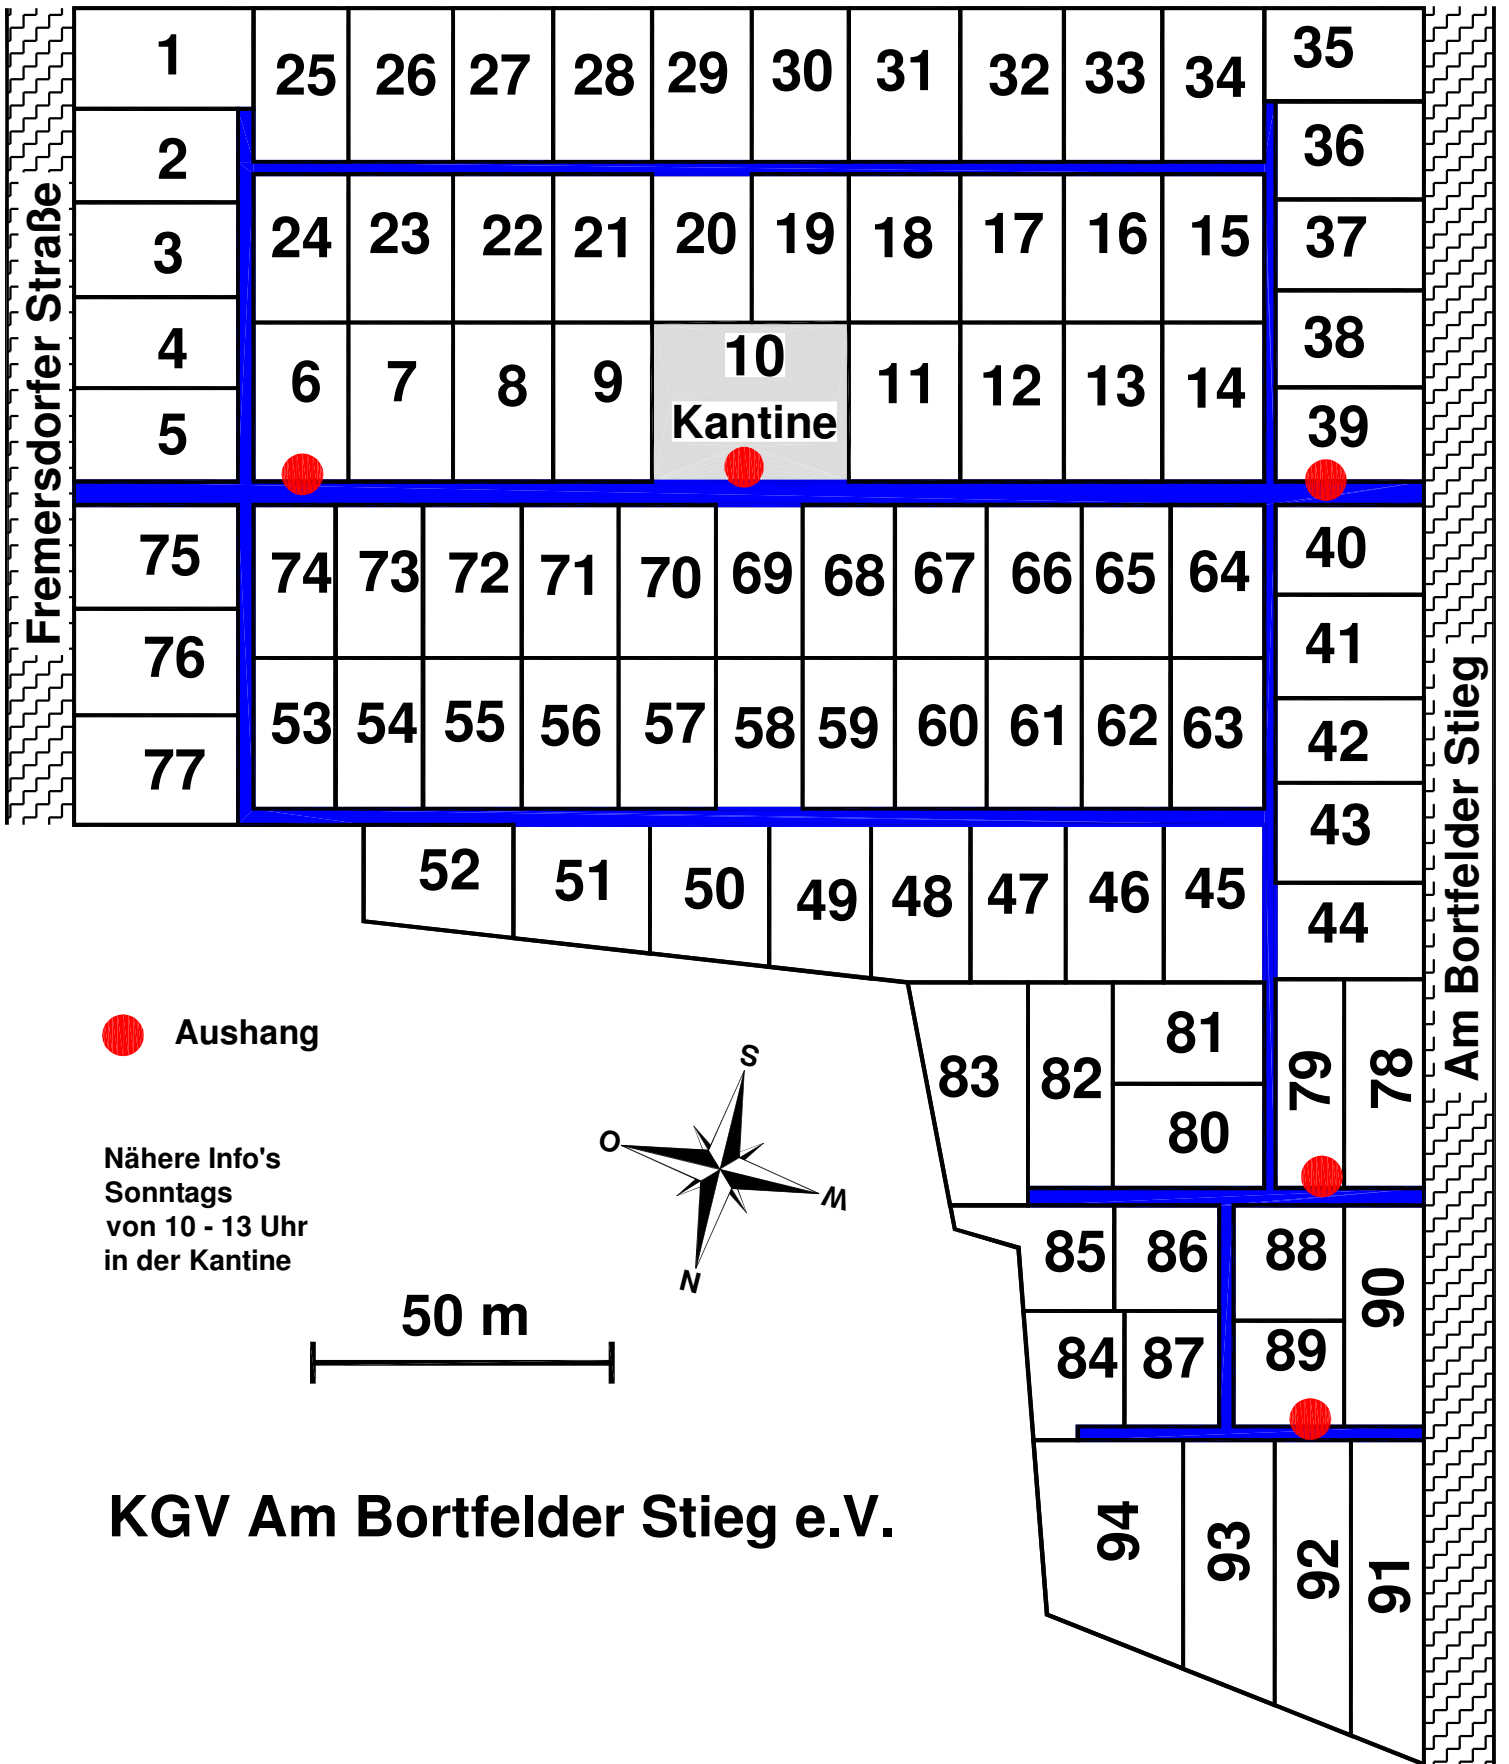 1 25 26 27 28 29 30 31 32 33 34 35
2 36
24 23 22 21 20 19 18 17 16 15 37
3
4 38
6 7 8 9 10 11 12 13 14
Kantine
5 39
75 74 73 72 71 70 69 68 67 66 65 64 40
76 41
77 53 54 55 56 57 58 59 60 61 62 63 42
43
52 51 50 49 48 47 46 45 44
Fremersdorfer Straße
Am Bortfelder Stieg
83 82 81 79 78
80
85 86 88 90
84 87 89
94 93 92 91
Aushang
S
O
W
N
Nähere Info's
Sonntags
von 10 - 13 Uhr
in der Kantine
50 m
KGV Am Bortfelder Stieg e.V.